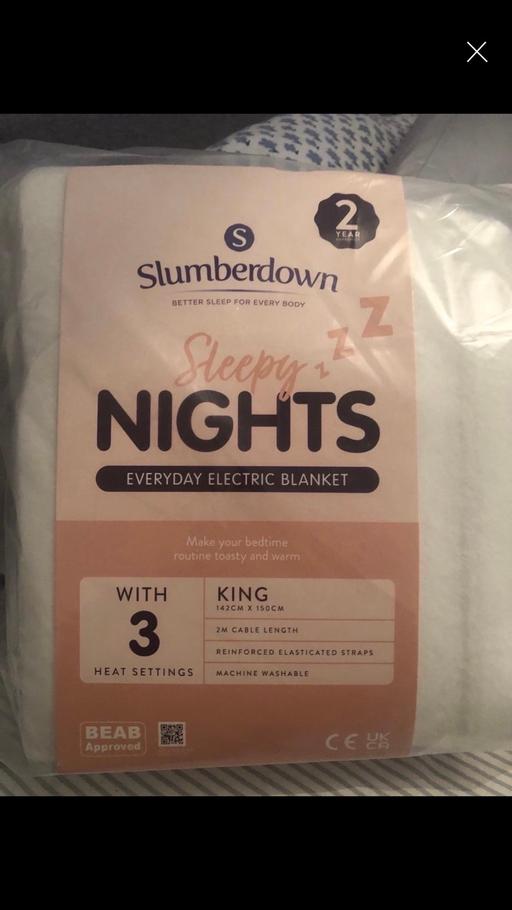 S
2
YEAR
Slumberdown
BETTER SLEEP FOR EVERY BODY
z z z
Sleepy
NIGHTS
EVERYDAY ELECTRIC BLANKET
Make your bedtime
routine toasty and warm
WITH
3
HEAT SETTINGS
KING
142CM X 150CM
2M CABLE LENGTH
REINFORCED ELASTICATED STRAPS
MACHINE WASHABLE
BEAB
Approved
CE
UK
CA